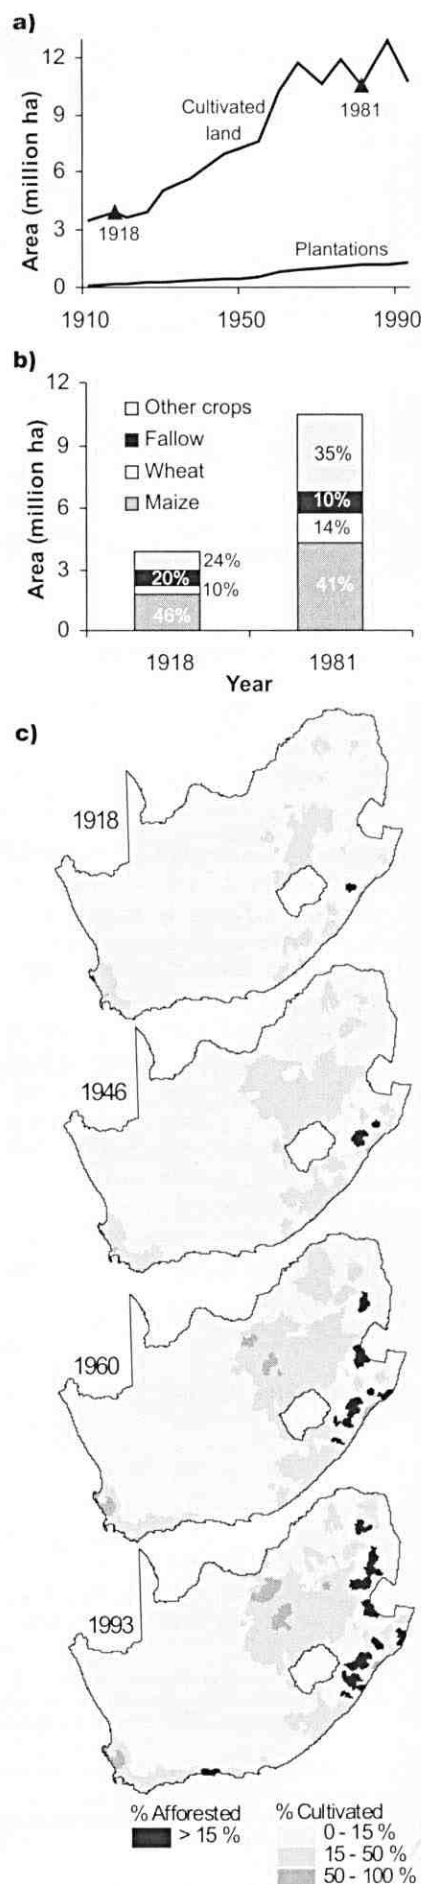 a)
Area (million ha)
12
9
6
3
0
Cultivated
land
1981
1918
Plantations
1910
1950
1990
b)
Area (million ha)
12
9
6
3
0
Other crops
Fallow
Wheat
Maize
24%
20%
10%
46%
35%
10%
14%
41%
1918
1981
Year
c)
1918
1946
1960
1993
% Afforested
> 15 %
% Cultivated
0 - 15 %
15 - 50 %
50 - 100 %